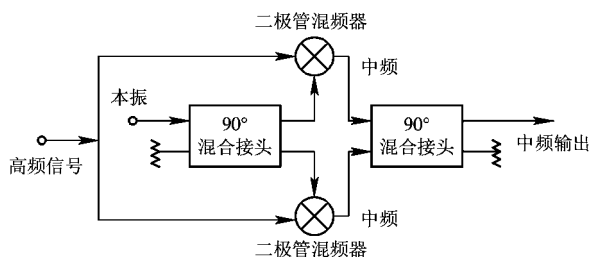 二极管混频器
中频
本振
90°
混合接头
90°
混合接头
高频信号
中频输出
中频
二极管混频器